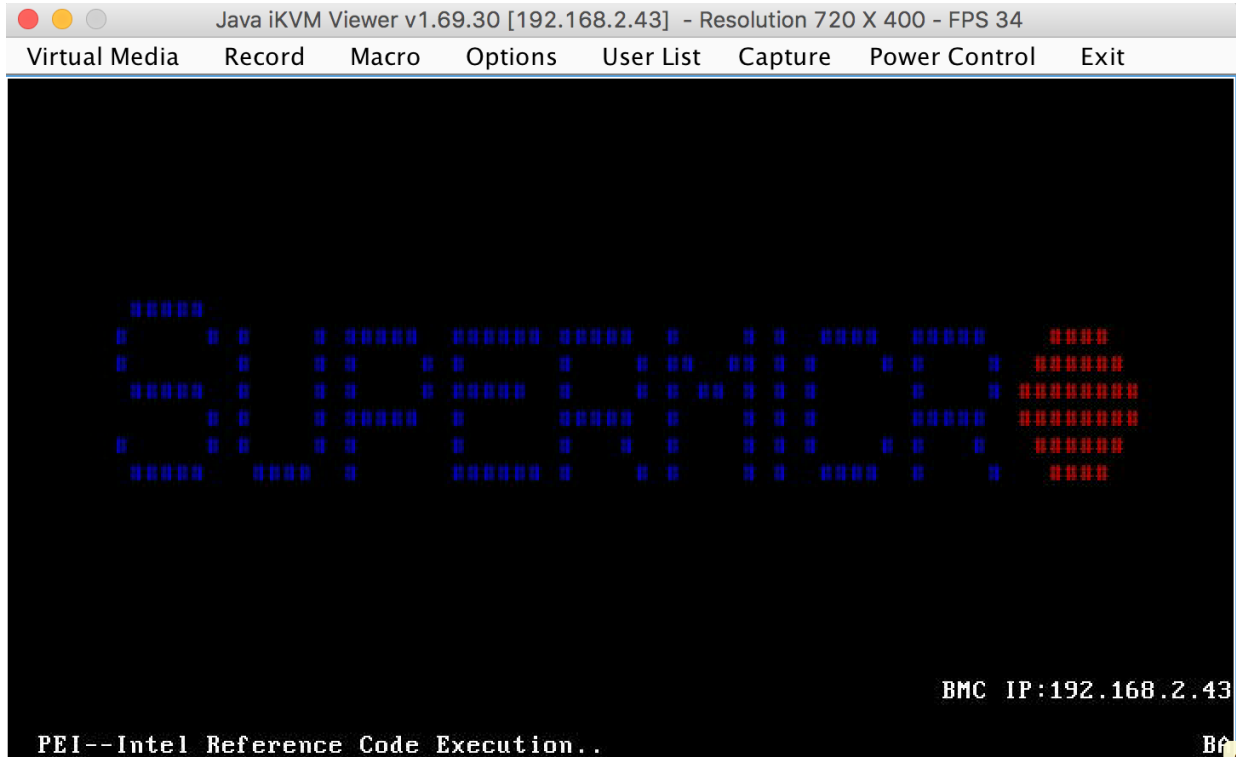 Java iKVM Viewer v1.69.30 [192.168.2.43] - Resolution 720 X 400 - FPS 34
Virtual Media Record Macro Options User List Capture Power Control Exit
SUPERMICR
BMC IP:192.168.2.43
PEI--Intel Reference Code Execution..